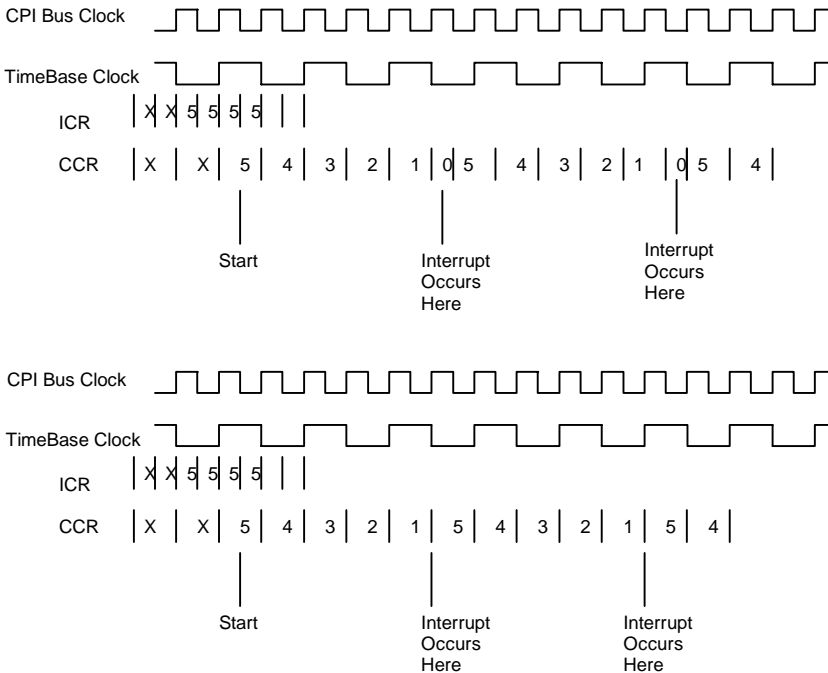 CPI Bus Clock
TimeBase Clock
ICR X X 5 5 5 5
CCR X X 5 4 3 2 1 0 5 4 3 2 1 0 5 4
Start
Interrupt
Occurs
Here
Interrupt
Occurs
Here
CPI Bus Clock
TimeBase Clock
ICR X X 5 5 5 5
CCR X X 5 4 3 2 1 5 4 3 2 1 5 4
Start
Interrupt
Occurs
Here
Interrupt
Occurs
Here